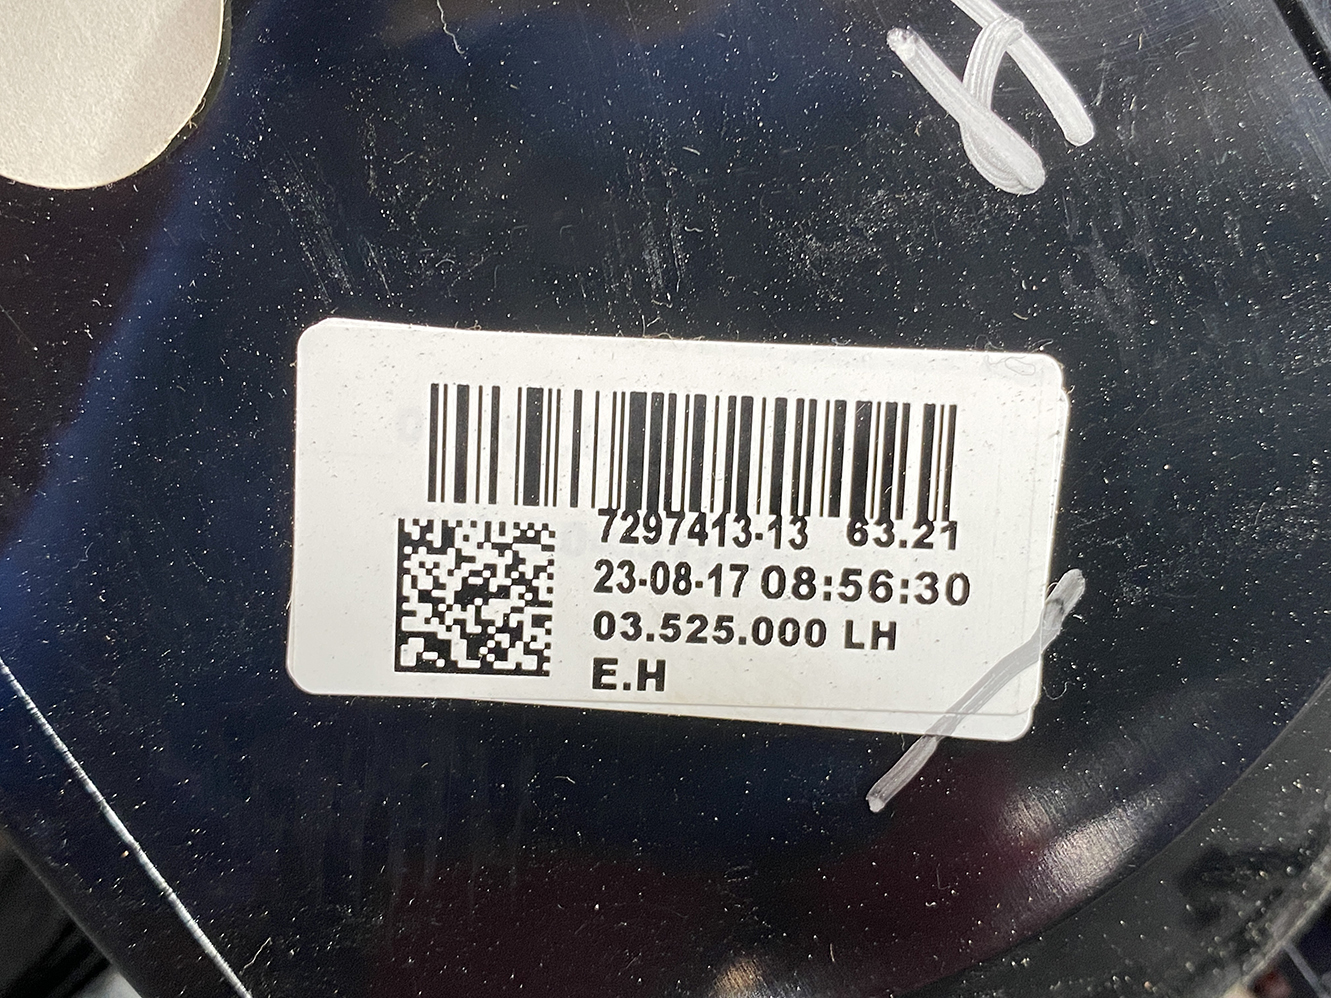 H
7297413-13 63.21
23-08-17 08:56:30
03.525.000 LH
E.H